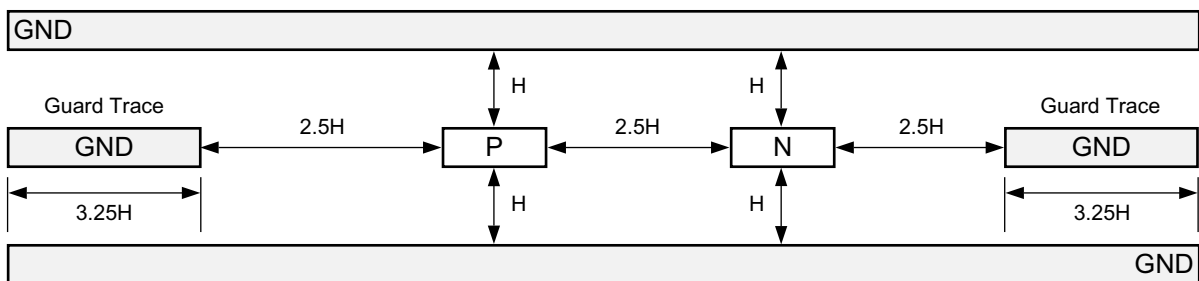 GND
H H
Guard Trace Guard Trace
2.5H 2.5H 2.5H
GND P N GND
3.25H H H 3.25H
GND